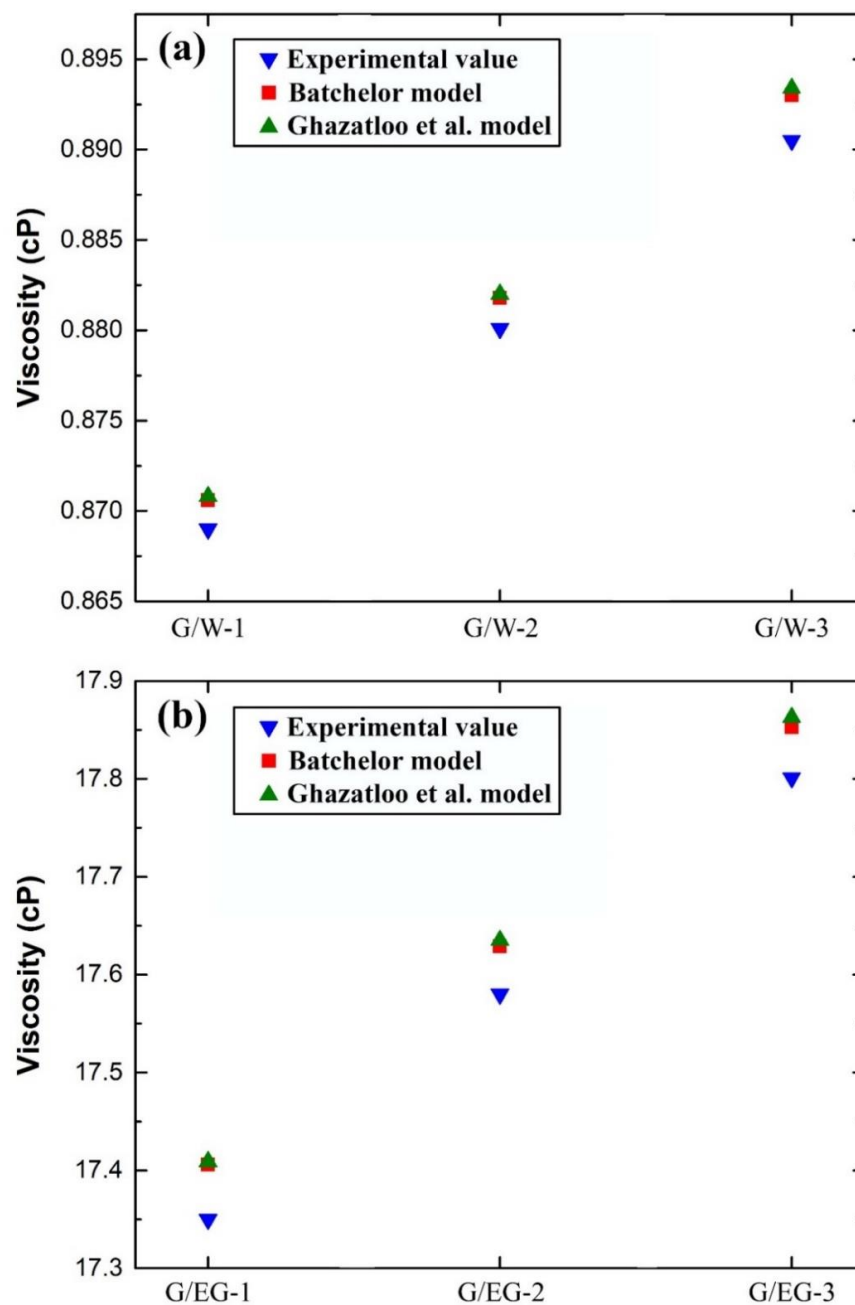 (a)
Experimental value
Batchelor model
Ghazatloo et al. model
0.895
0.890
0.885
0.880
0.875
0.870
0.865
Viscosity (cP)
G/W-1 G/W-2 G/W-3
(b)
Experimental value
Batchelor model
Ghazatloo et al. model
17.9
17.8
17.7
17.6
17.5
17.4
17.3
Viscosity (cP)
G/EG-1 G/EG-2 G/EG-3